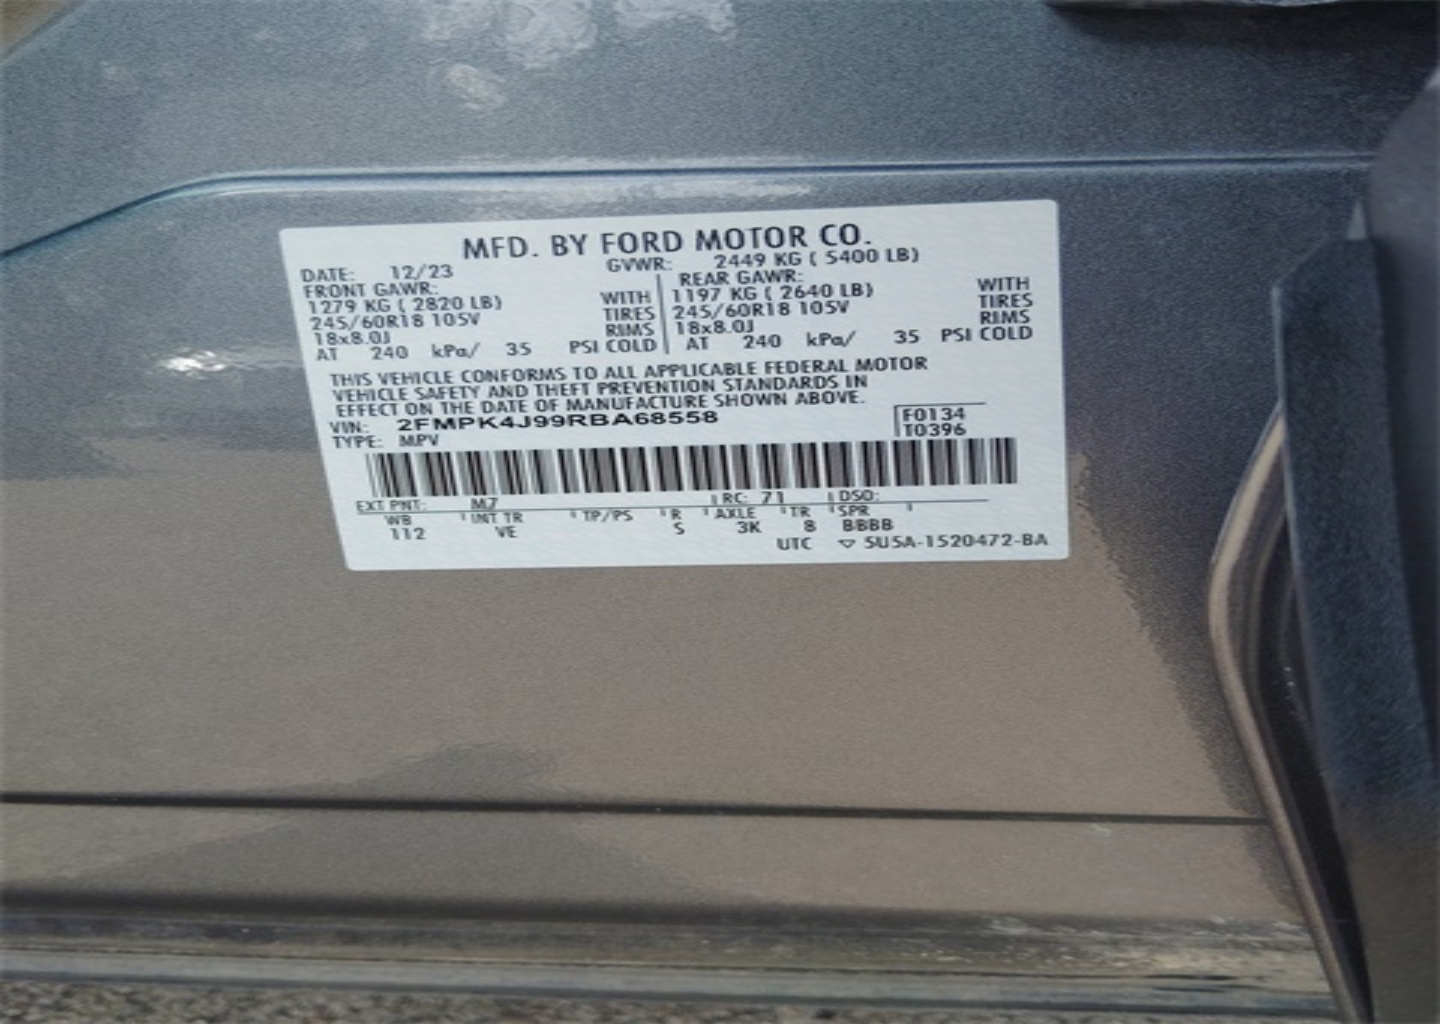 MFD. BY FORD MOTOR CO.
DATE: 12/23 GVWR: 2449 KG ( 5400 LB)
FRONT GAWR: REAR GAWR:
1279 KG ( 2820 LB) WITH 1197 KG ( 2640 LB) WITH
245/60R18 105V TIRES 245/60R18 105V TIRES
18x8.0J RIMS 18x8.0J RIMS
AT 240 kPa/ 35 PSI COLD AT 240 kPa/ 35 PSI COLD
THIS VEHICLE CONFORMS TO ALL APPLICABLE FEDERAL MOTOR
VEHICLE SAFETY AND THEFT PREVENTION STANDARDS IN
EFFECT ON THE DATE OF MANUFACTURE SHOWN ABOVE.
VIN: 2FMPK4J99RBA68558 F0134
TYPE: MPV T0396
EXT PNT: M7 RC: 71 DSO:
WB INT TR TP/PS R AXLE TR SPR
112 VE S 3K 8 BBBB
UTC ▽ 5U5A-1520472-BA